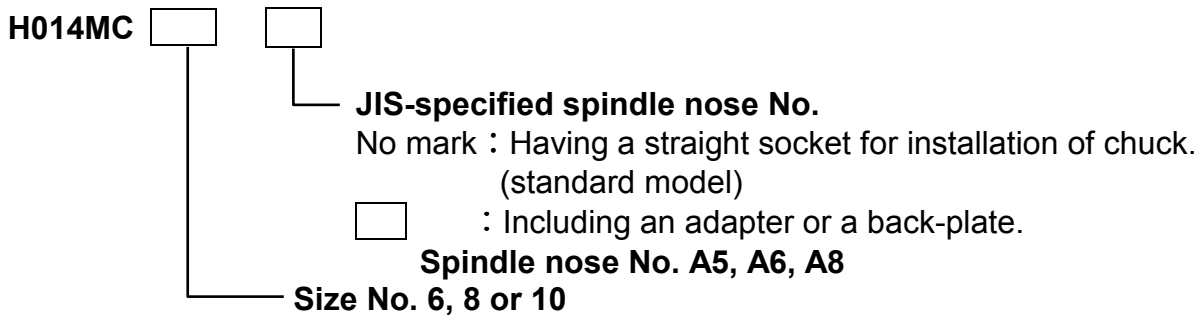 H014MC
JIS-specified spindle nose No.
No mark：Having a straight socket for installation of chuck.
(standard model)
：Including an adapter or a back-plate.
Spindle nose No. A5, A6, A8
Size No. 6, 8 or 10